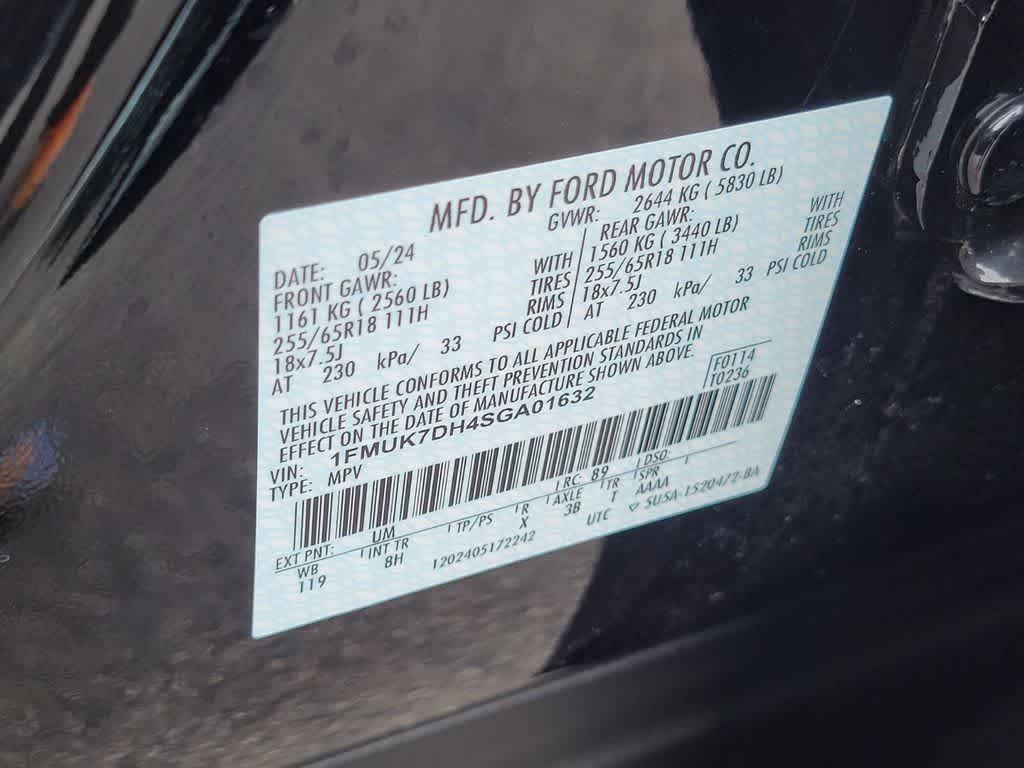 MFD. BY FORD MOTOR CO.
DATE: 05/24 GVWR: 2644 KG ( 5830 LB)
FRONT GAWR: REAR GAWR:
1161 KG ( 2560 LB) WITH 1560 KG ( 3440 LB) WITH
255/65R18 111H TIRES 255/65R18 111H TIRES
18x7.5J RIMS 18x7.5J RIMS
AT 230 kPa/ 33 PSI COLD AT 230 kPa/ 33 PSI COLD
THIS VEHICLE CONFORMS TO ALL APPLICABLE FEDERAL MOTOR
VEHICLE SAFETY AND THEFT PREVENTION STANDARDS IN
EFFECT ON THE DATE OF MANUFACTURE SHOWN ABOVE.
F0114
VIN: 1FMUK7DH4SGA01632 T0236
TYPE: MPV
EXT PNT: UM RC: 89 DSO:
WB INT TR TP/PS R AXLE TR SPR
119 8H X 3B T AAAA
1202405172242 UTC ▽ 5U5A-1520472-BA